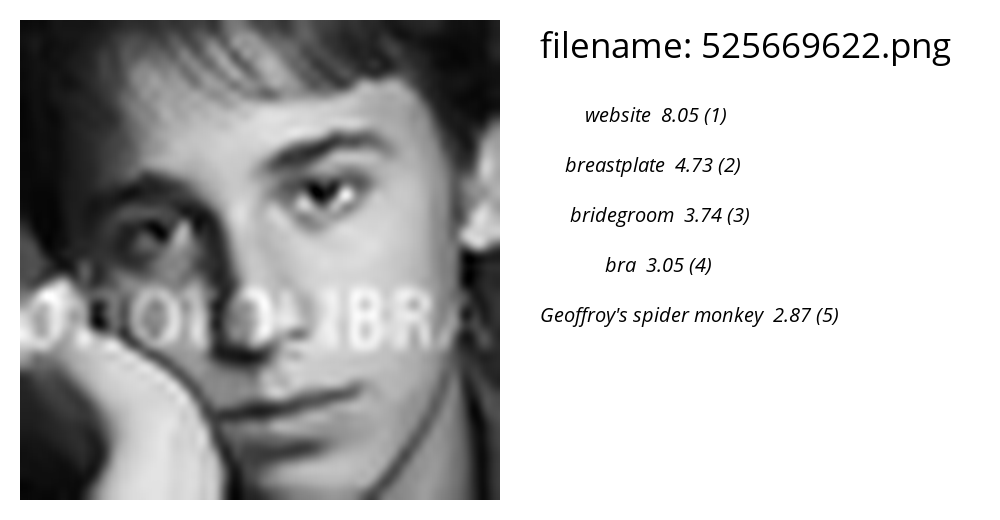 filename: 525669622.png
website 8.05 (1)
breastplate 4.73 (2)
bridegroom 3.74 (3)
bra 3.05 (4)
Geoffroy's spider monkey 2.87 (5)